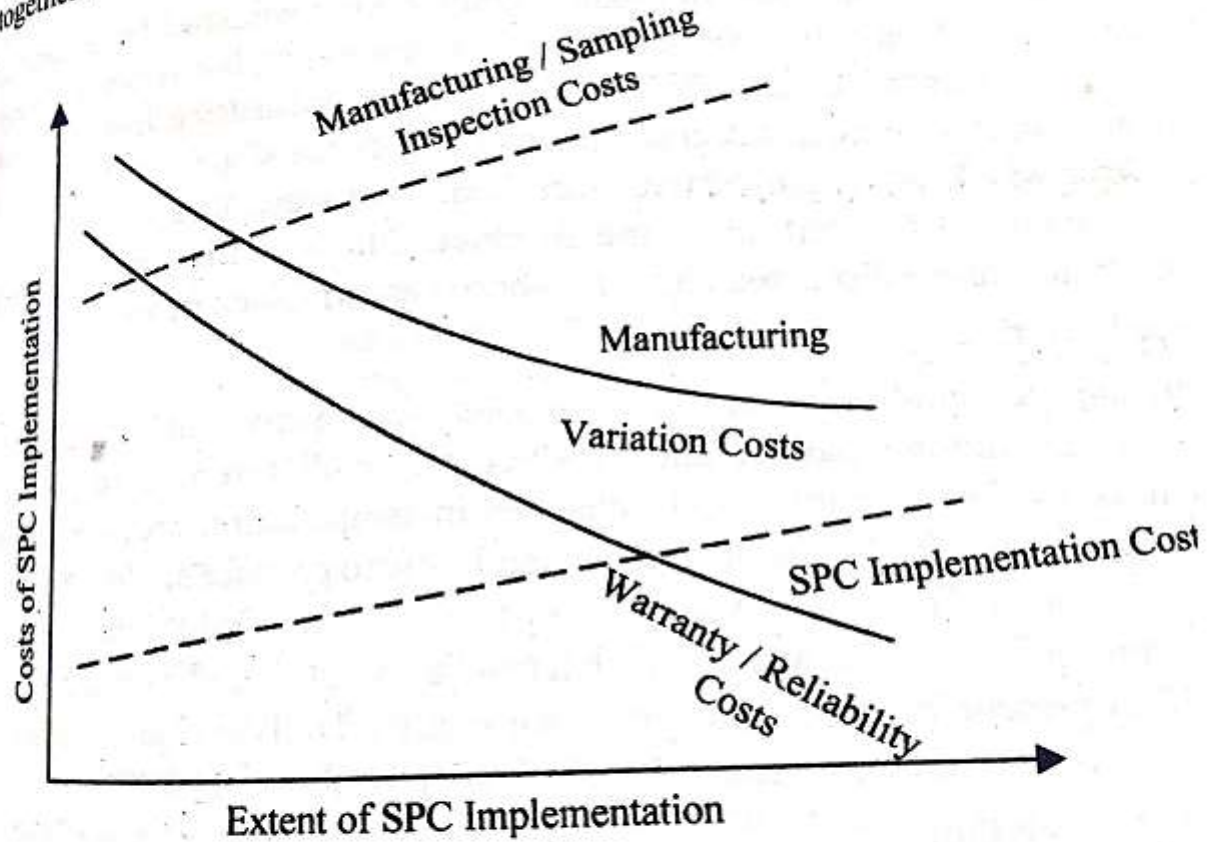 Manufacturing / Sampling
Inspection Costs
Costs of SPC Implementation
Manufacturing
Variation Costs
SPC Implementation Cost
Warranty / Reliability
Costs
Extent of SPC Implementation